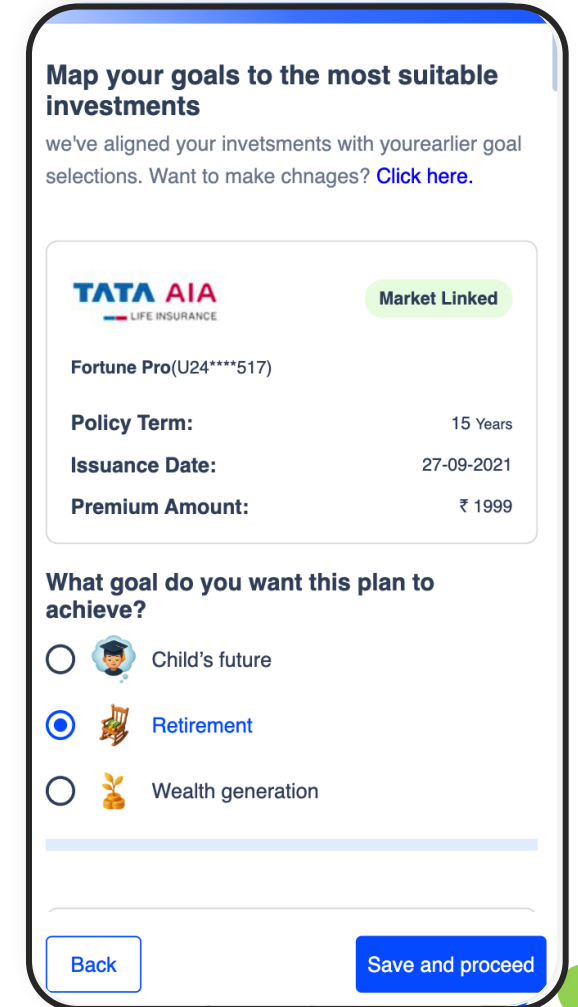 Map your goals to the most suitable
investments
we've aligned your invetsments with yourearlier goal
selections. Want to make chnages? Click here.
TATA AIA
LIFE INSURANCE
Market Linked
Fortune Pro(U24****517)
Policy Term: 15 Years
Issuance Date: 27-09-2021
Premium Amount: ₹ 1999
What goal do you want this plan to
achieve?
Child’s future
Retirement
Wealth generation
Back
Save and proceed